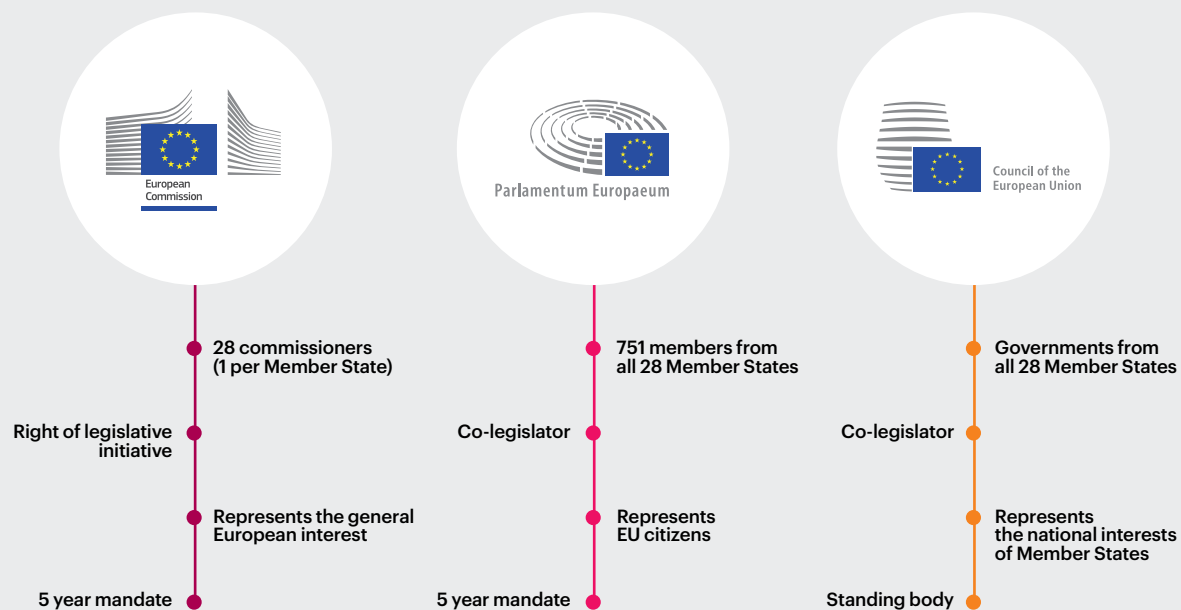 European
Commission
28 commissioners
(1 per Member State)
Right of legislative
initiative
Represents the general
European interest
5 year mandate
Parlamentum Europaeum
751 members from
all 28 Member States
Co-legislator
Represents
EU citizens
5 year mandate
Council of the
European Union
Governments from
all 28 Member States
Co-legislator
Represents
the national interests
of Member States
Standing body